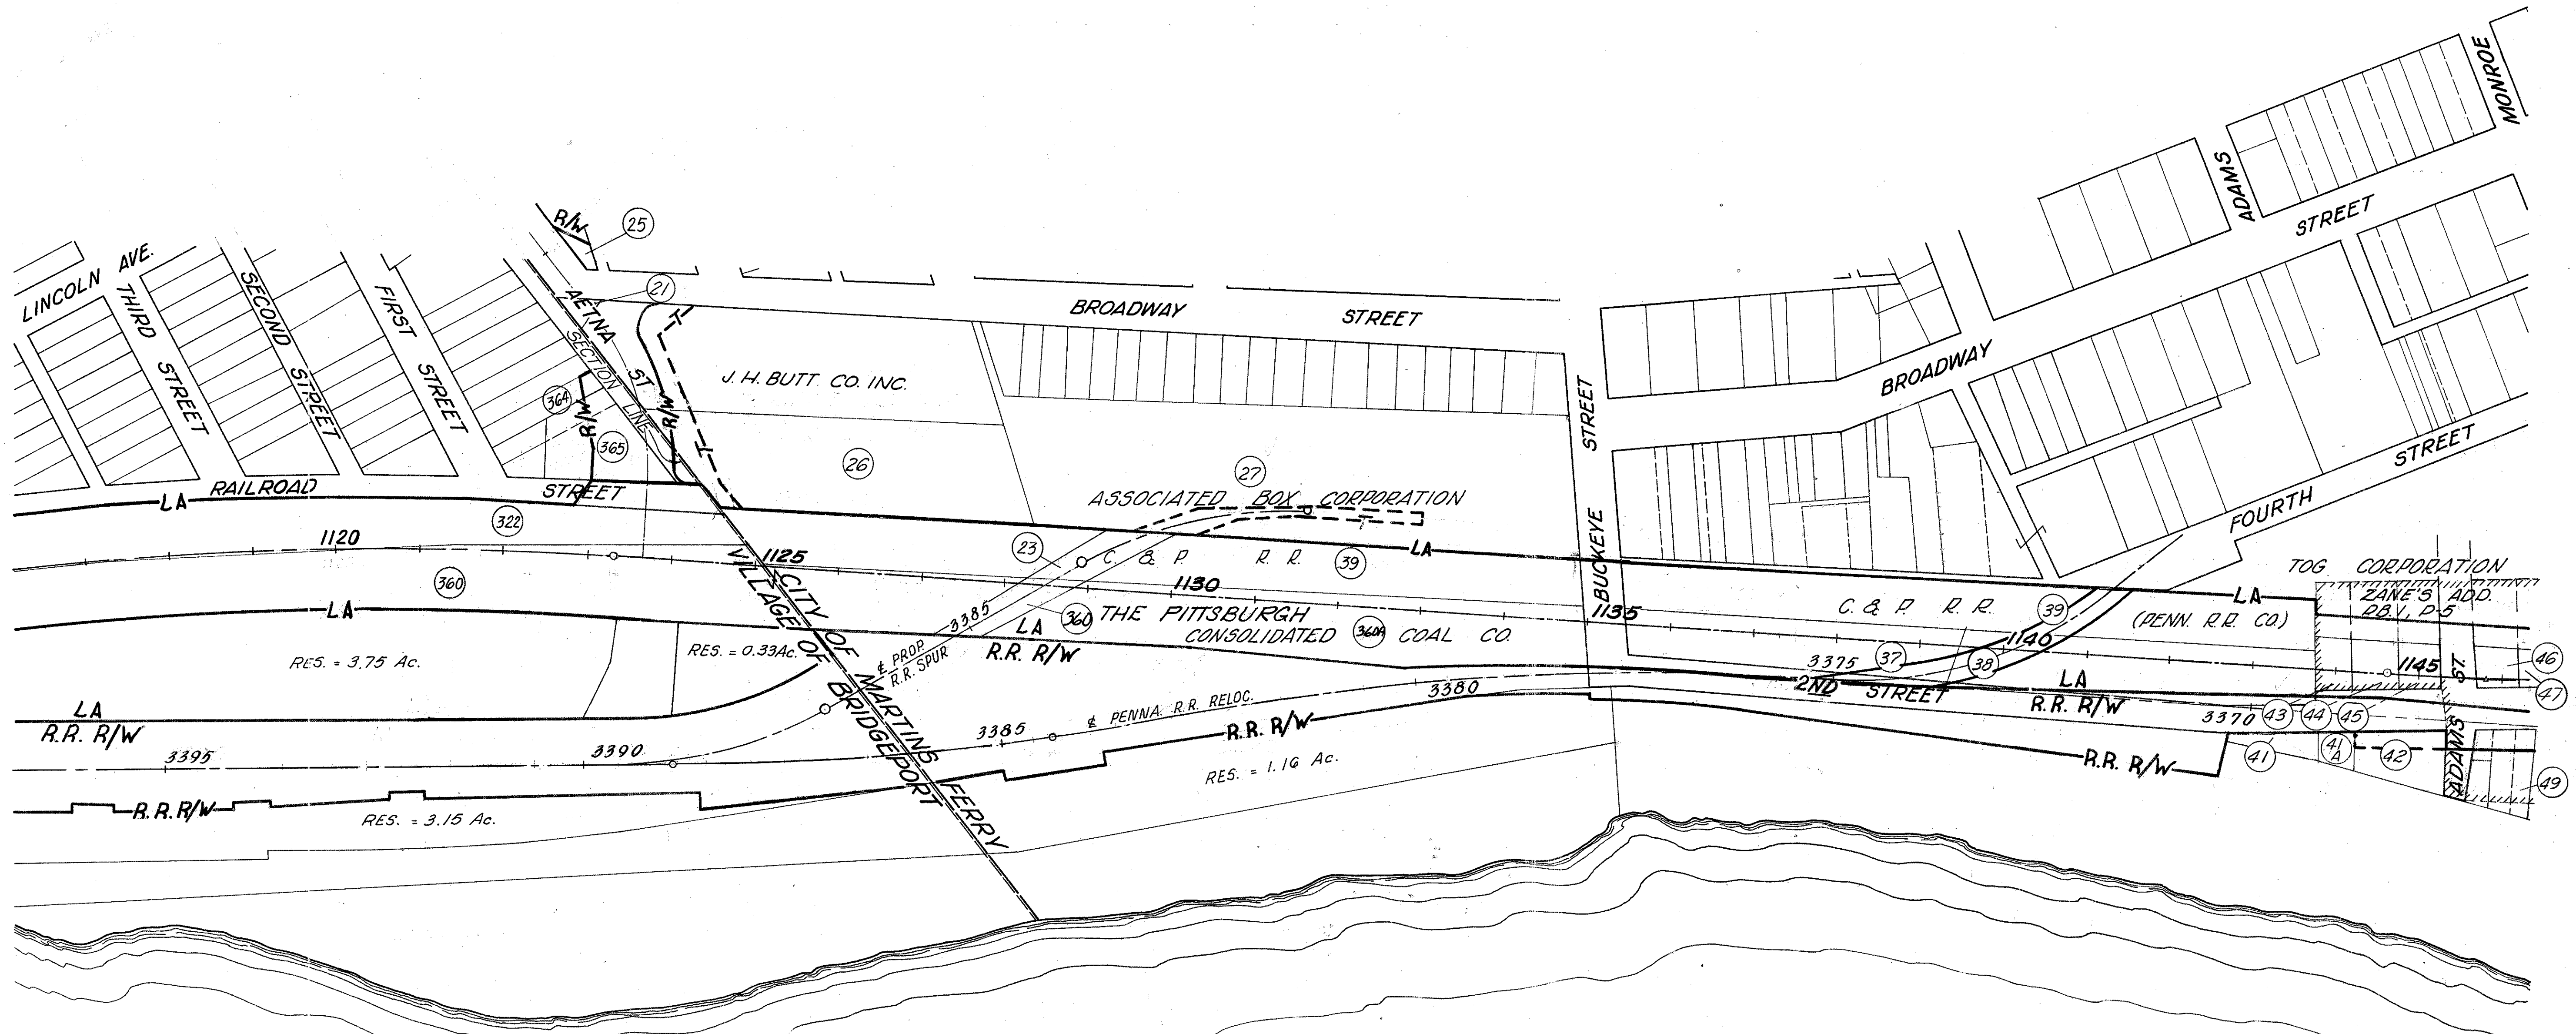 MONROE
ADAMS
STREET
R/W
25
LINCOLN AVE.
THIRD STREET
SECOND STREET
FIRST STREET
AETNA ST.
SECTION LINE
21
BROADWAY STREET
BROADWAY
J. H. BUTT CO. INC.
364
R/W
R/W
365
26
27
ASSOCIATED BOX CORPORATION
BUCKEYE STREET
FOURTH STREET
LA
RAILROAD STREET
322
1120
360
1125
23
C. & P. R. R.
39
LA
1130
TOG CORPORATION
ZANE'S ADD.
P.B. 1, P-5
LA
3385
360
THE PITTSBURGH
CONSOLIDATED 360A COAL CO.
1135
C. & P. R. R.
39
(PENN. R.R. CO.)
LA
R.R. R/W
LA
RES. = 3.75 Ac.
RES. = 0.33 Ac.
₵ PROP.
R.R. SPUR
VILLAGE OF BRIDGEPORT
CITY OF MARTINS FERRY
1140
37
38
3375
2ND STREET
1145
ADAMS ST.
46
47
LA
R.R. R/W
3380
LA
R.R. R/W
3370
43
44
45
3395
3390
3385
₵ PENNA. R.R. RELOC.
R.R. R/W
R.R. R/W
41
41A
42
49
R.R. R/W
RES. = 3.15 Ac.
RES. = 1.16 Ac.